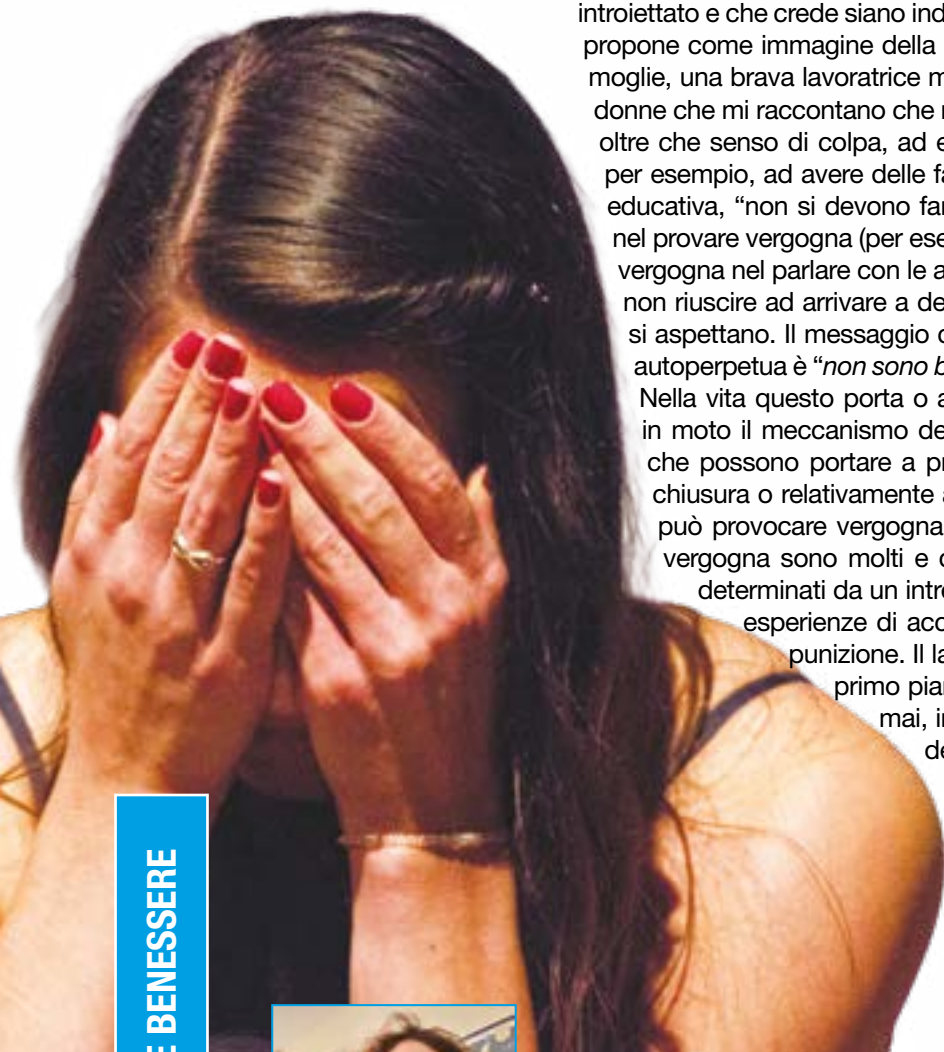 introiettato e che crede siano ind
propone come immagine della
moglie, una brava lavoratrice m
donne che mi raccontano che
oltre che senso di colpa, ad e
per esempio, ad avere delle fa
educativa, “non si devono far
nel provare vergogna (per ese
vergogna nel parlare con le a
non riuscire ad arrivare a de
si aspettano. Il messaggio
autoperpetua è “non sono b
Nella vita questo porta o a
in moto il meccanismo de
che possono portare a pr
chiusura o relativamente a
può provocare vergogna
vergogna sono molti e
determinati da un intr
esperienze di acc
punizione. Il la
primo pia
mai, i
de
E BENESSERE